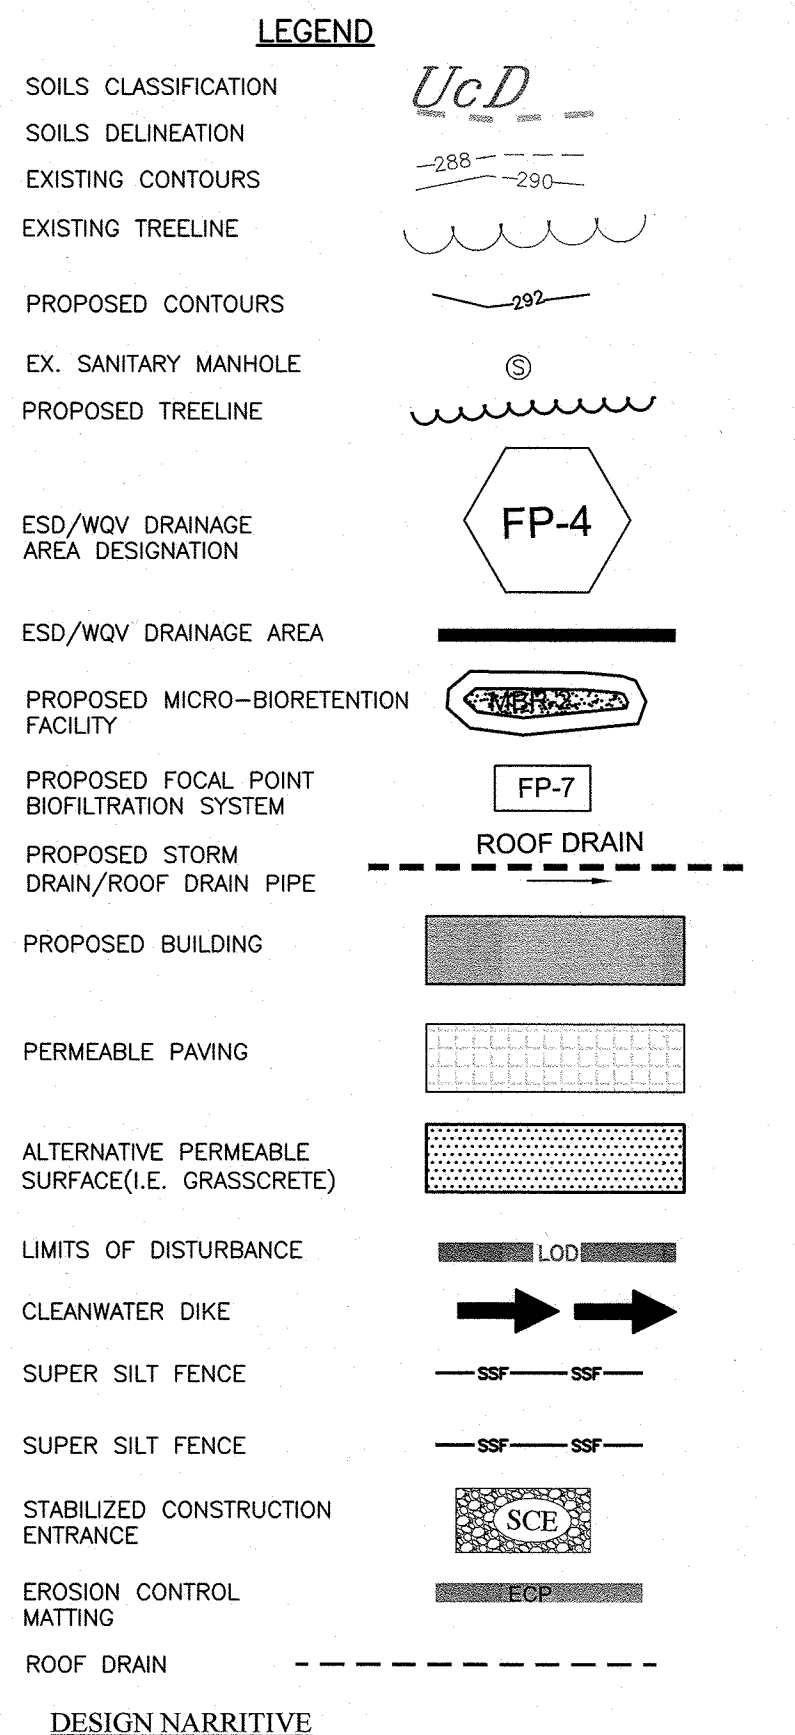 LEGEND
SOILS CLASSIFICATION UcD
SOILS DELINEATION
EXISTING CONTOURS 288 290
EXISTING TREELINE
PROPOSED CONTOURS 292
EX. SANITARY MANHOLE S
PROPOSED TREELINE
ESD/WQV DRAINAGE
AREA DESIGNATION
FP-4
ESD/WQV DRAINAGE AREA
PROPOSED MICRO-BIORETENTION
FACILITY
MBR-2
PROPOSED FOCAL POINT
BIOFILTRATION SYSTEM
FP-7
PROPOSED STORM
DRAIN/ROOF DRAIN PIPE
ROOF DRAIN
PROPOSED BUILDING
PERMEABLE PAVING
ALTERNATIVE PERMEABLE
SURFACE(I.E. GRASSCRETE)
LIMITS OF DISTURBANCE LOD
CLEANWATER DIKE
SUPER SILT FENCE SSF SSF
SUPER SILT FENCE SSF SSF
STABILIZED CONSTRUCTION
ENTRANCE
SCE
EROSION CONTROL
MATTING
ECP
ROOF DRAIN
DESIGN NARRITIVE